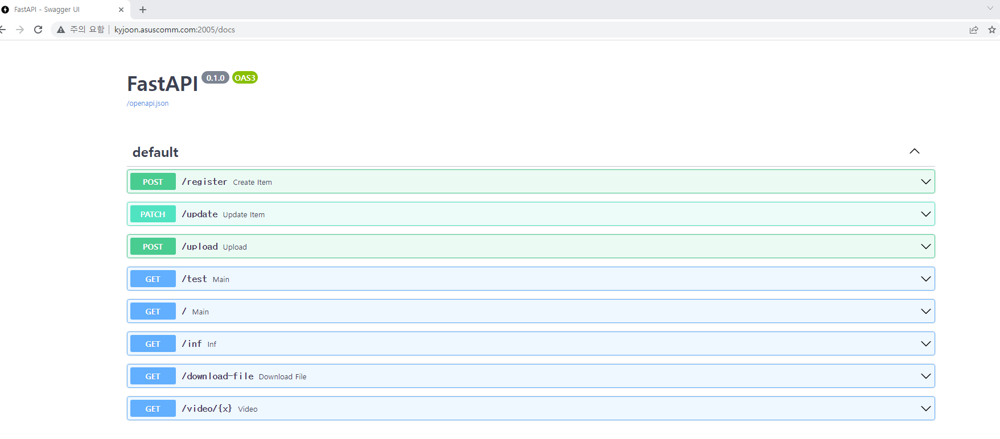 FastAPI - Swagger UI
주의 요함 kyjoon.asuscomm.com:2005/docs
FastAPI 0.1.0 OAS3
/openapi.json
default
POST /register Create Item
PATCH /update Update Item
POST /upload Upload
GET /test Main
GET / Main
GET /inf Inf
GET /download-file Download File
GET /video/{x} Video